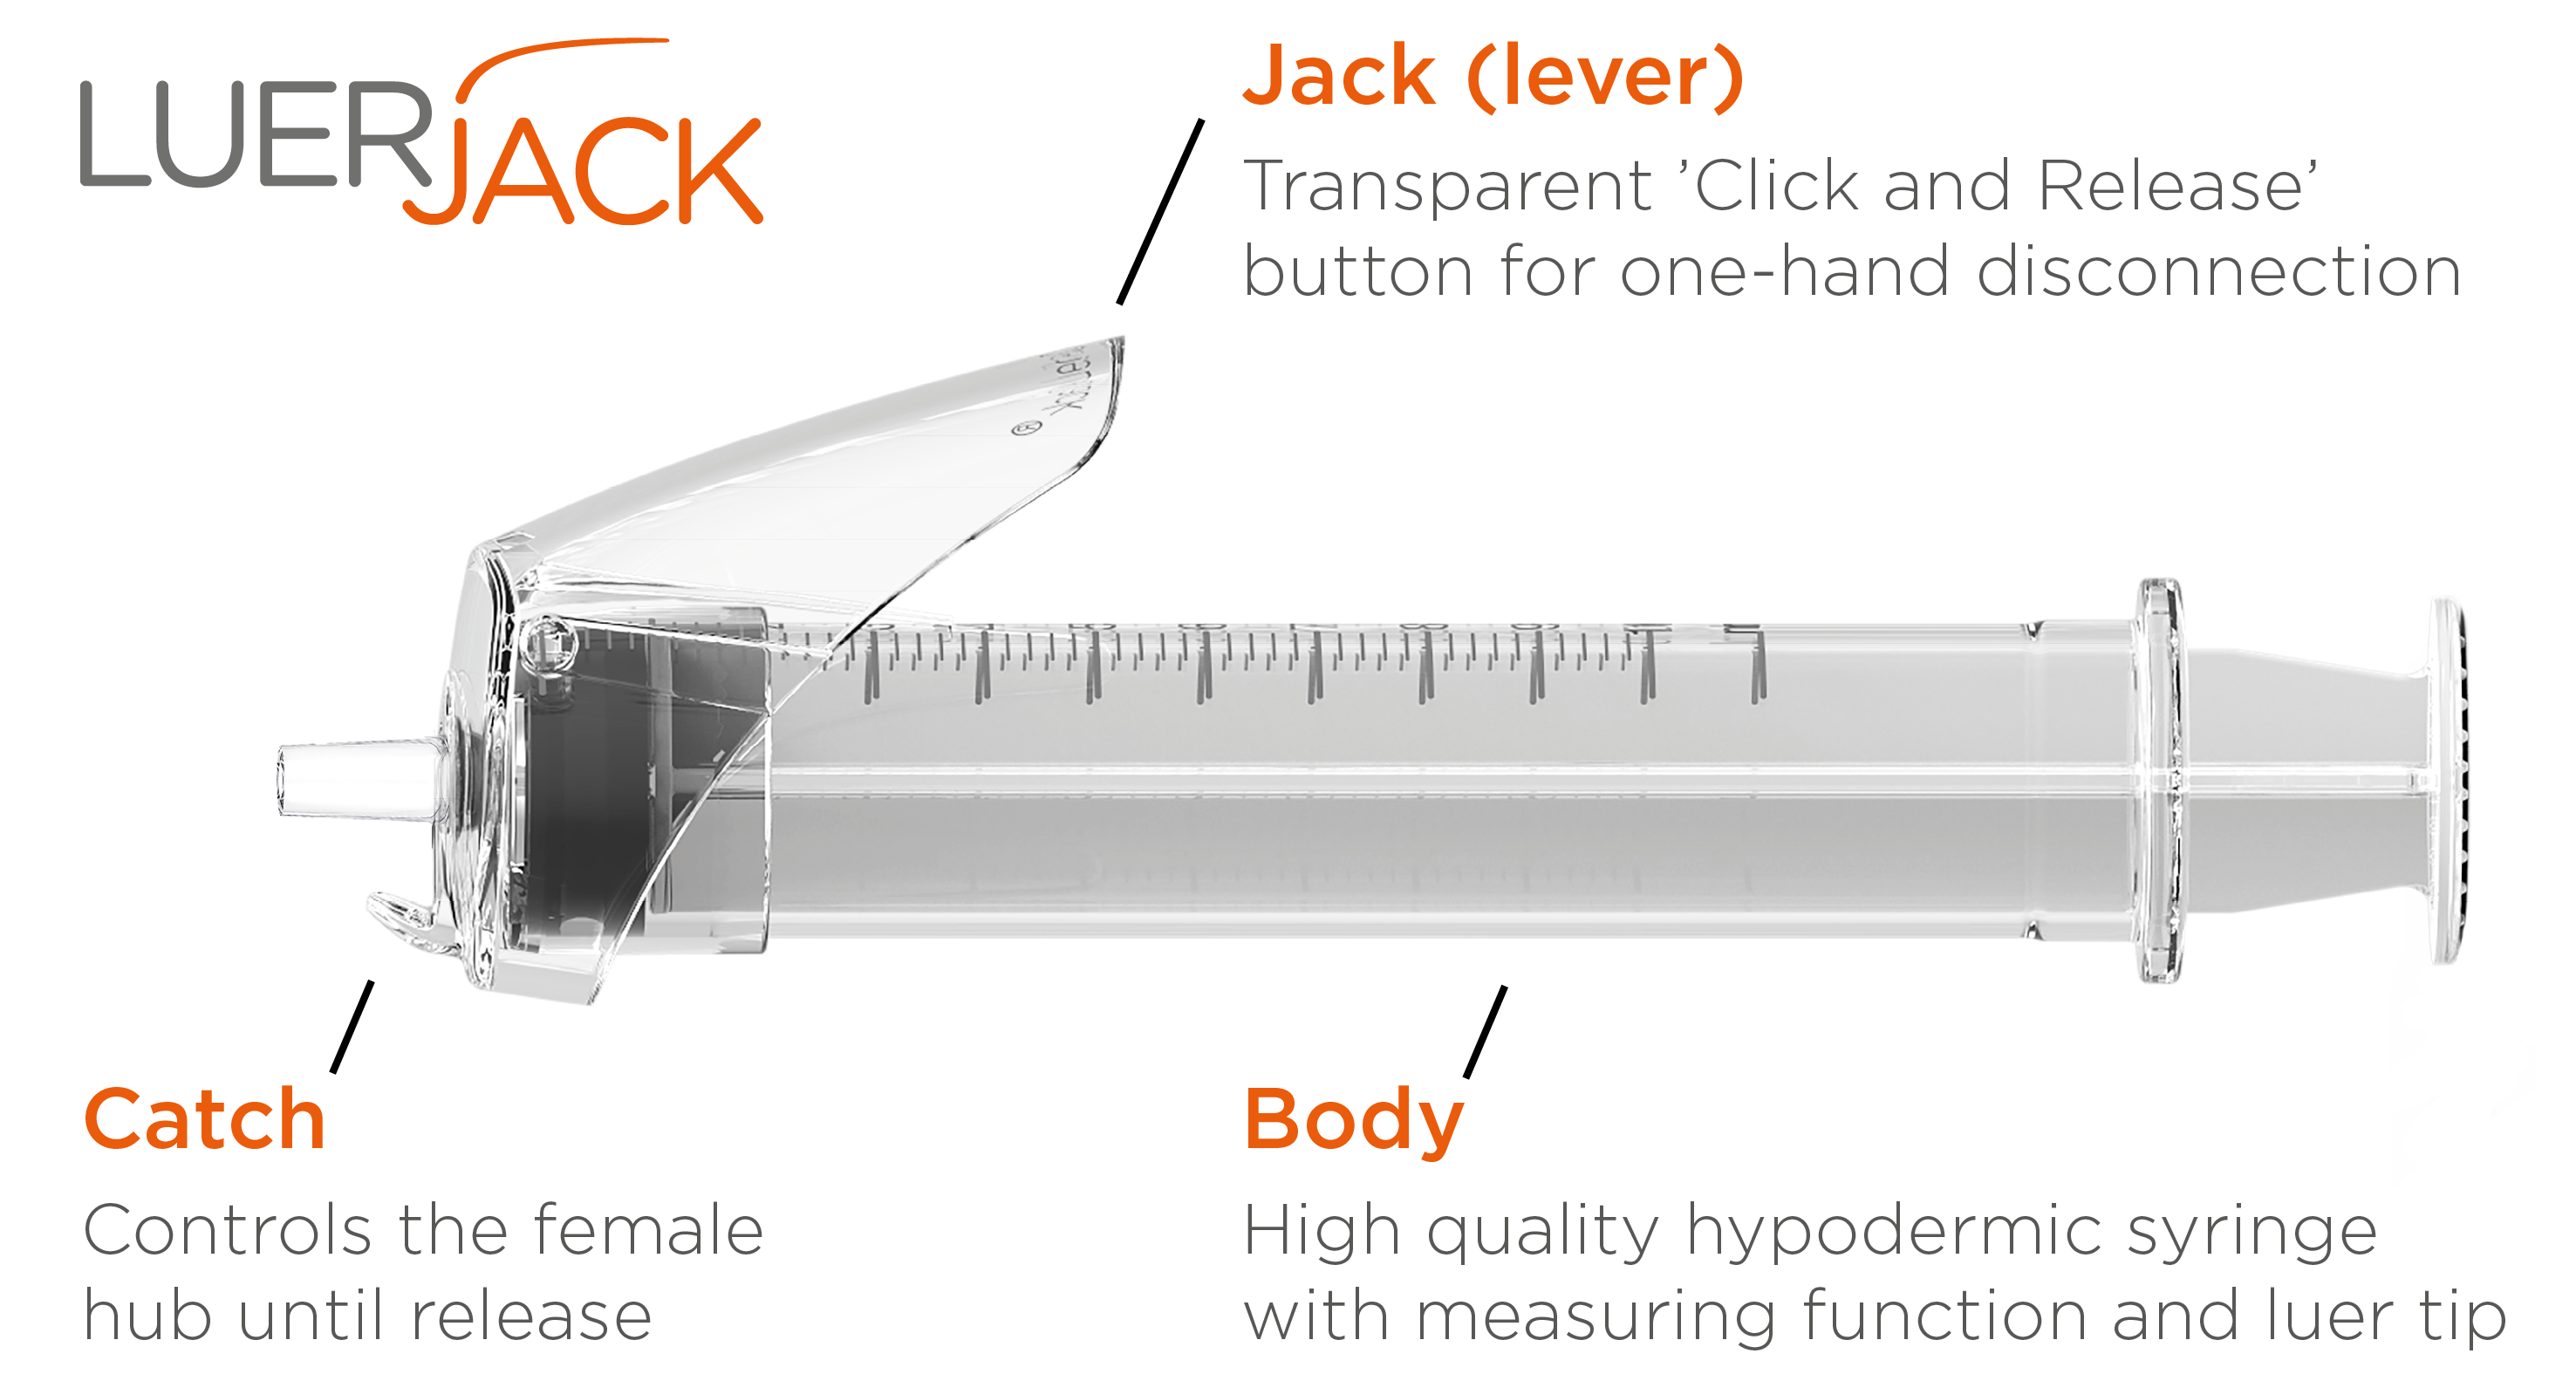 LUERJACK
Jack (lever)
Transparent ’Click and Release’
button for one-hand disconnection
Luerjack
®
Catch
Controls the female
hub until release
Body
High quality hypodermic syringe
with measuring function and luer tip